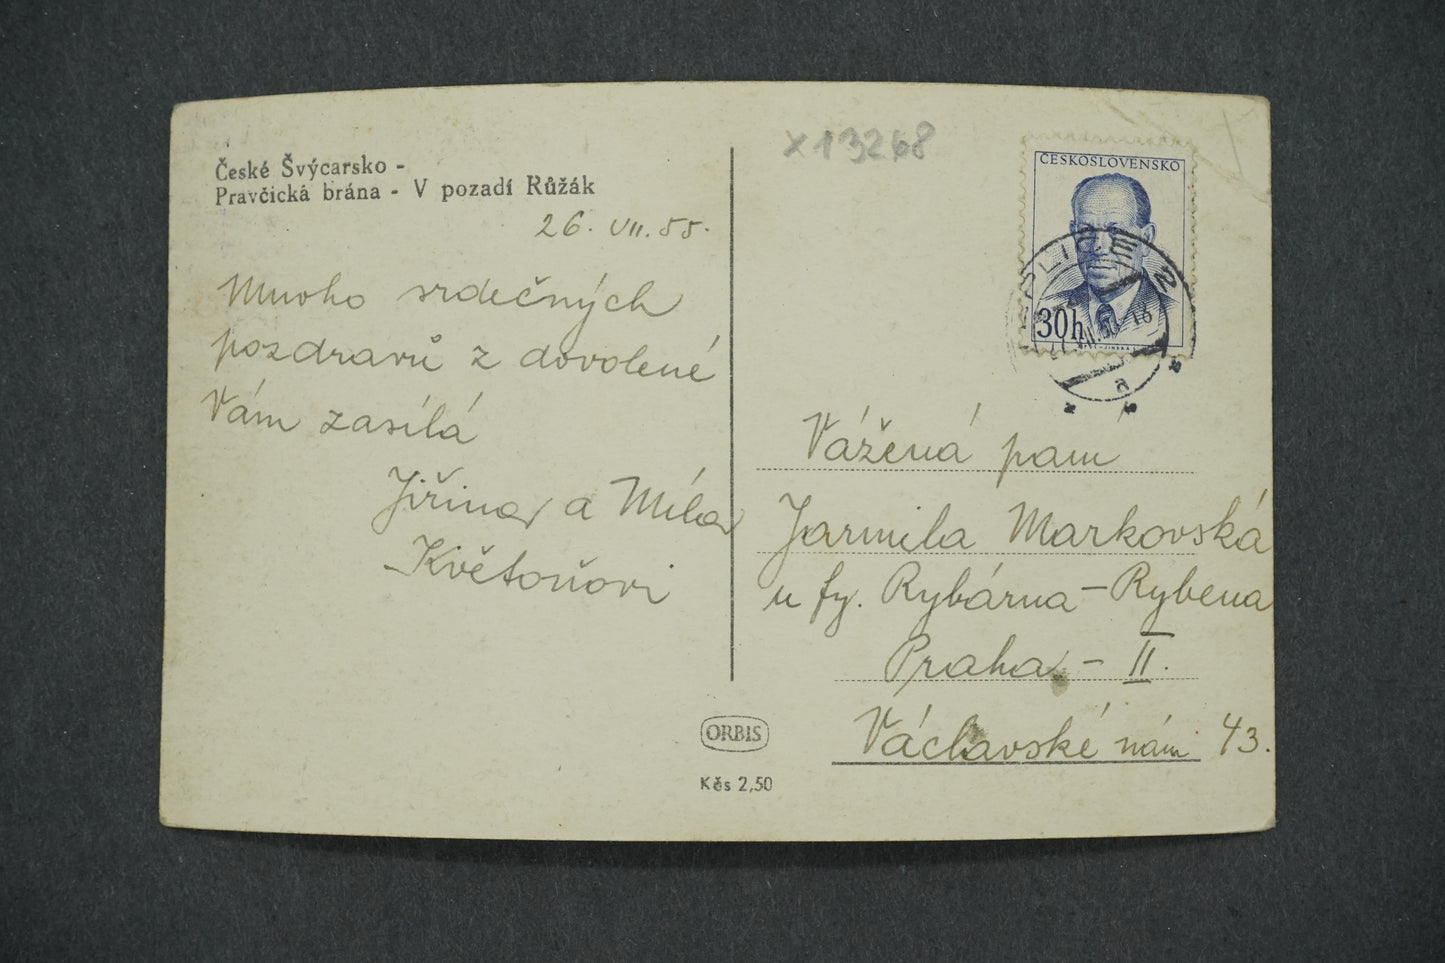 České Švýcarsko -
Pravčická brána - V pozadí Růžák
26. VII. 55.
Mnoho srdečných
pozdravů z dovolené
Vám zasílá
Jiřina a Míla
Květoňovi
ORBIS
Kčs 2,50
x13268
ČESKOSLOVENSKO
30h
Vážená paní
Jarmila Markovská
u fy. Rybárna - Rybena
Praha - II.
Václavské nám 43.